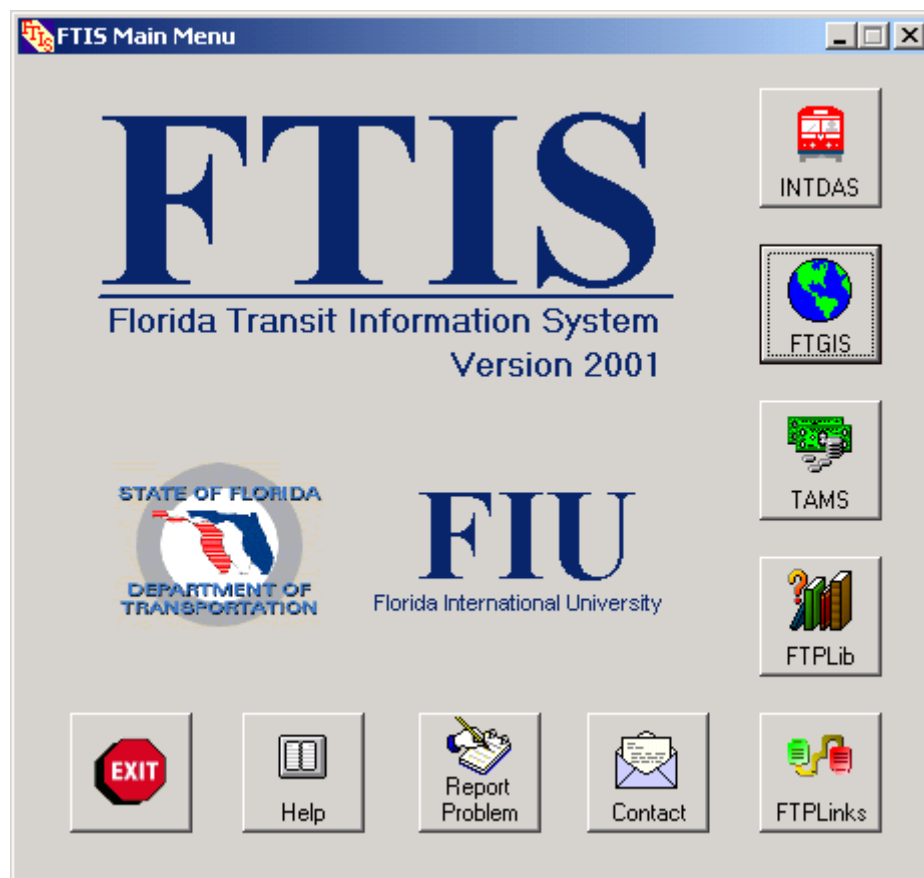 FTIS Main Menu
FTIS
Florida Transit Information System
Version 2001
INTDAS
FTGIS
TAMS
FTPLib
FTPLinks
STATE OF FLORIDA
DEPARTMENT OF
TRANSPORTATION
FIU
Florida International University
EXIT
Help
Report
Problem
Contact